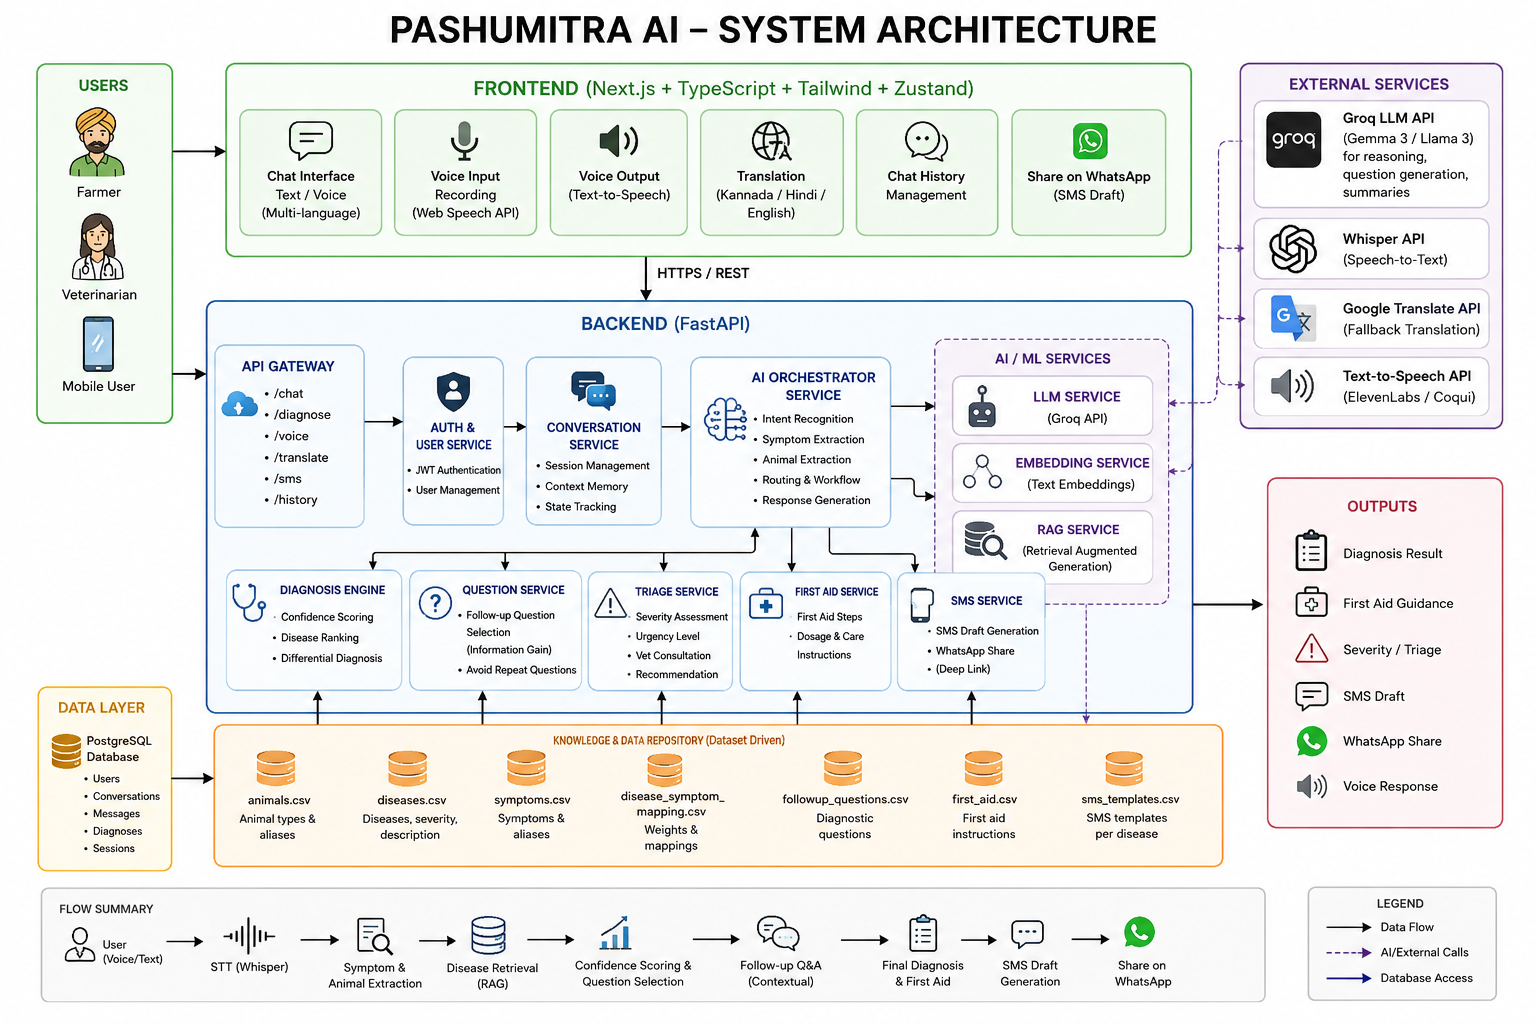 PASHUMITRA AI – SYSTEM ARCHITECTURE
USERS
Farmer
Veterinarian
Mobile User
FRONTEND (Next.js + TypeScript + Tailwind + Zustand)
Chat Interface
Text / Voice
(Multi-language)
Voice Input
Recording
(Web Speech API)
Voice Output
(Text-to-Speech)
Translation
(Kannada / Hindi /
English)
Chat History
Management
Share on WhatsApp
(SMS Draft)
EXTERNAL SERVICES
groq
Groq LLM API
(Gemma 3 / Llama 3)
for reasoning,
question generation,
summaries
Whisper API
(Speech-to-Text)
G 文
Google Translate API
(Fallback Translation)
Text-to-Speech API
(ElevenLabs / Coqui)
HTTPS / REST
BACKEND (FastAPI)
API GATEWAY
• /chat
• /diagnose
• /voice
• /translate
• /sms
• /history
AUTH &
USER SERVICE
• JWT Authentication
• User Management
CONVERSATION
SERVICE
• Session Management
• Context Memory
• State Tracking
AI ORCHESTRATOR
SERVICE
• Intent Recognition
• Symptom Extraction
• Animal Extraction
• Routing & Workflow
• Response Generation
AI / ML SERVICES
LLM SERVICE
(Groq API)
EMBEDDING SERVICE
(Text Embeddings)
RAG SERVICE
(Retrieval Augmented
Generation)
DIAGNOSIS ENGINE
· Confidence Scoring
• Disease Ranking
• Differential Diagnosis
?
QUESTION SERVICE
• Follow-up Question
Selection
(Information Gain)
• Avoid Repeat Questions
TRIAGE SERVICE
· Severity Assessment
• Urgency Level
• Vet Consultation
• Recommendation
FIRST AID SERVICE
· First Aid Steps
· Dosage & Care
Instructions
SMS SERVICE
• SMS Draft Generation
• WhatsApp Share
• (Deep Link)
OUTPUTS
Diagnosis Result
First Aid Guidance
Severity / Triage
SMS Draft
WhatsApp Share
Voice Response
DATA LAYER
PostgreSQL
Database
• Users
• Conversations
• Messages
• Diagnoses
• Sessions
KNOWLEDGE & DATA REPOSITORY (Dataset Driven)
animals.csv
Animal types &
aliases
diseases.csv
Diseases, severity,
description
symptoms.csv
Symptoms &
aliases
disease_symptom_
mapping.csv
Weights &
mappings
followup_questions.csv
Diagnostic
questions
first_aid.csv
First aid
instructions
sms_templates.csv
SMS templates
per disease
FLOW SUMMARY
User
(Voice/Text)
STT (Whisper)
Symptom &
Animal Extraction
Disease Retrieval
(RAG)
Confidence Scoring &
Question Selection
Follow-up Q&A
(Contextual)
Final Diagnosis
& First Aid
SMS Draft
Generation
Share on
WhatsApp
LEGEND
Data Flow
AI/External Calls
Database Access